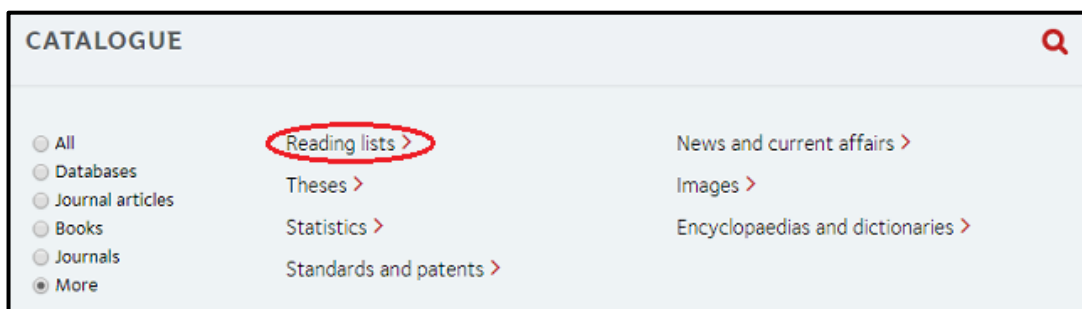 CATALOGUE
All
Databases
Journal articles
Books
Journals
More
Reading lists >
Theses >
Statistics >
Standards and patents >
News and current affairs >
Images >
Encyclopaedias and dictionaries >